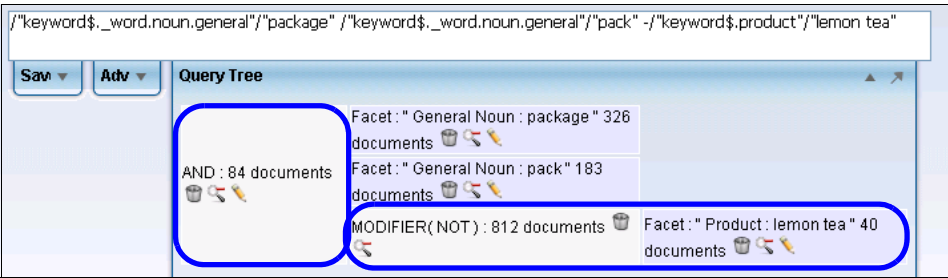 /"keyword$._word.noun.general"/"package" /"keyword$._word.noun.general"/"pack" -/"keyword$.product"/"lemon tea"
Sav Adv Query Tree
AND : 84 documents
Facet : " General Noun : package " 326
documents
Facet : " General Noun : pack " 183
documents
MODIFIER( NOT ) : 812 documents
Facet : " Product : lemon tea " 40
documents